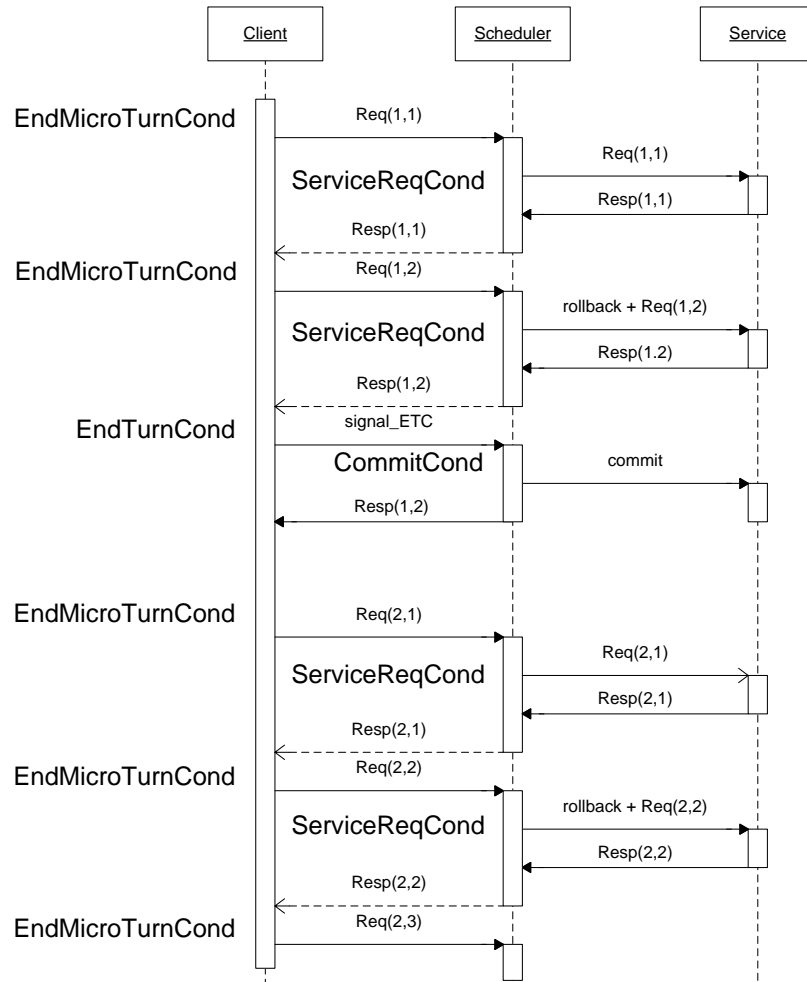 Client
Scheduler
Service
EndMicroTurnCond
Req(1,1)
Req(1,1)
ServiceReqCond
Resp(1,1)
Resp(1,1)
EndMicroTurnCond
Req(1,2)
rollback + Req(1,2)
ServiceReqCond
Resp(1.2)
Resp(1,2)
EndTurnCond
signal_ETC
CommitCond
commit
Resp(1,2)
EndMicroTurnCond
Req(2,1)
Req(2,1)
ServiceReqCond
Resp(2,1)
Resp(2,1)
EndMicroTurnCond
Req(2,2)
rollback + Req(2,2)
ServiceReqCond
Resp(2,2)
Resp(2,2)
EndMicroTurnCond
Req(2,3)